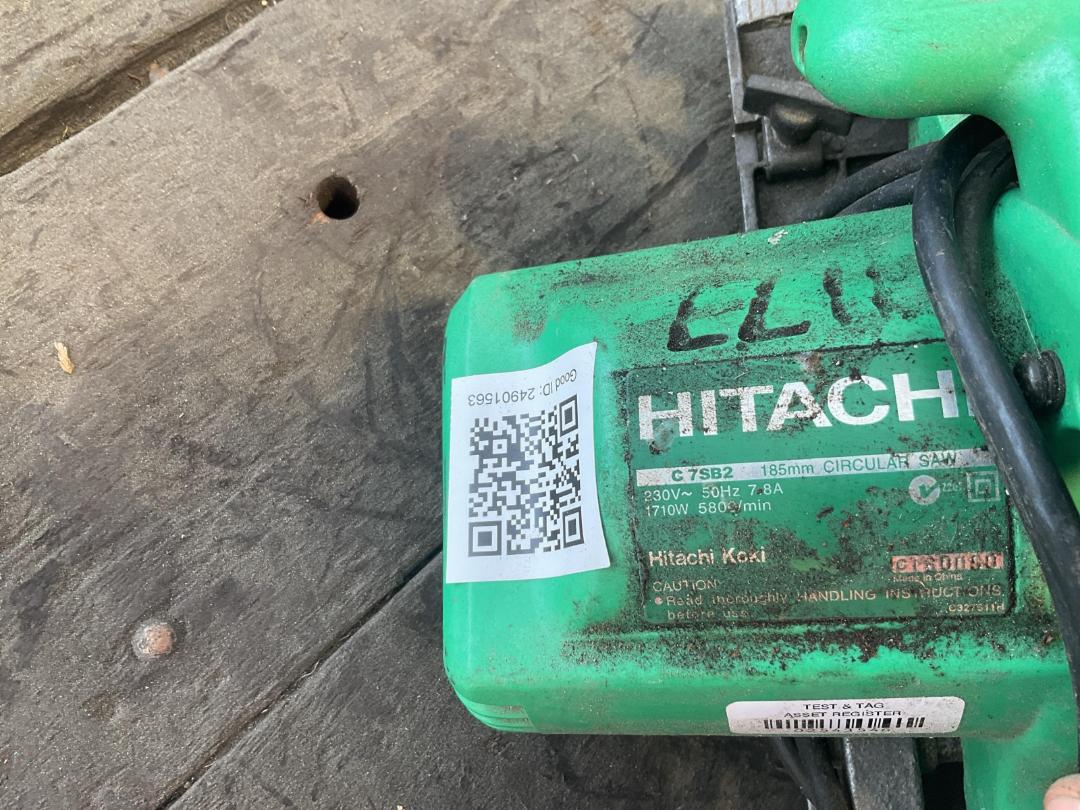 Good ID: 24901563
HITACHI
C 7SB2 185mm CIRCULAR SAW
230V~ 50Hz 7.8A
1710W 5800/min
Hitachi Koki
Made in China
CAUTION
● Read thoroughly HANDLING INSTRUCTIONS
before use.
TEST & TAG
ASSET REGISTER